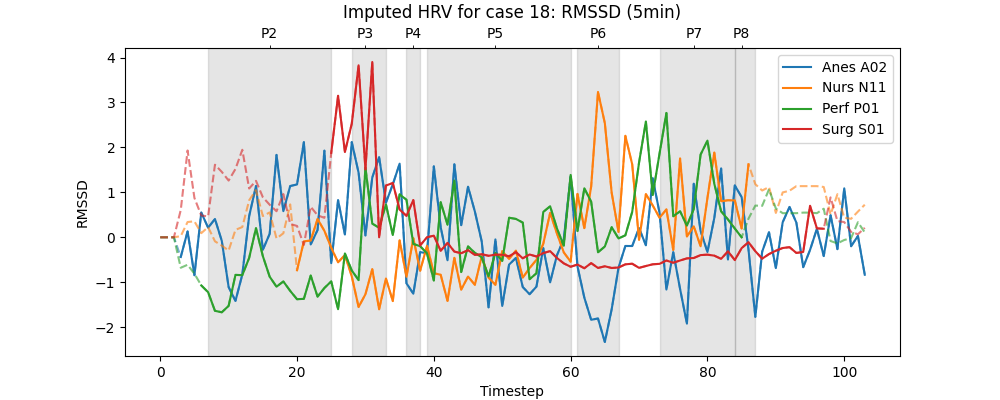 Imputed HRV for case 18: RMSSD (5min)
P2 P3 P4 P5 P6 P7 P8
Anes A02
Nurs N11
Perf P01
Surg S01
RMSSD
4
3
2
1
0
−1
−2
0 20 40 60 80 100
Timestep